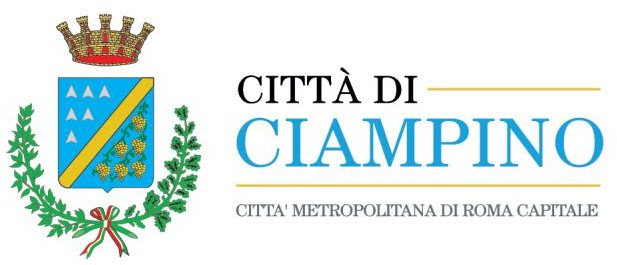 CITTÀ DI
CIAMPINO
CITTA' METROPOLITANA DI ROMA CAPITALE